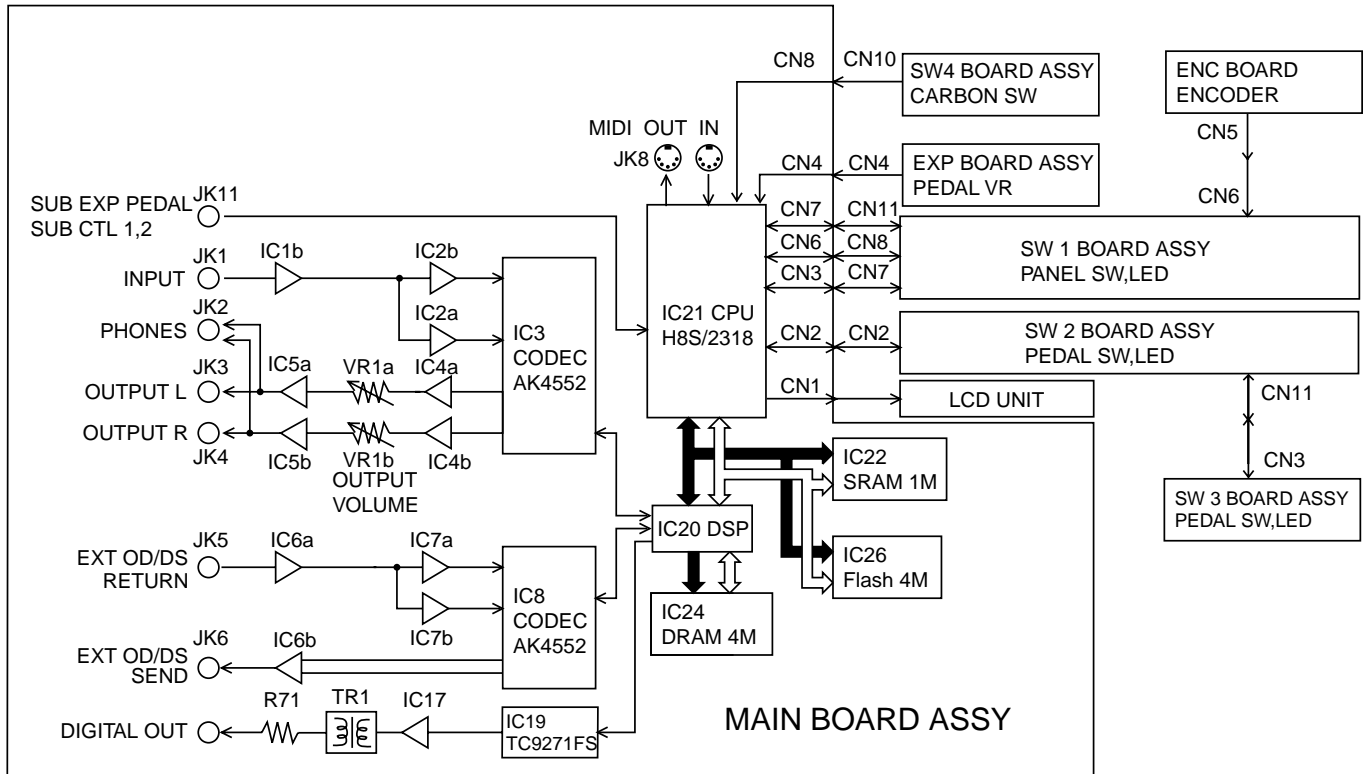 CN8
CN10
SW4 BOARD ASSY
CARBON SW
ENC BOARD
ENCODER
CN5
CN6
MIDI OUT IN
JK8
CN4
CN4
EXP BOARD ASSY
PEDAL VR
SUB EXP PEDAL
SUB CTL 1,2
JK11
CN7
CN11
CN6
CN8
CN3
CN7
SW 1 BOARD ASSY
PANEL SW,LED
INPUT
JK1
IC1b
IC2b
IC2a
IC3
CODEC
AK4552
IC21 CPU
H8S/2318
JK2
PHONES
CN2
CN2
SW 2 BOARD ASSY
PEDAL SW,LED
JK3
OUTPUT L
IC5a
VR1a
IC4a
CN1
LCD UNIT
CN11
CN3
OUTPUT R
JK4
IC5b
VR1b
IC4b
OUTPUT
VOLUME
IC22
SRAM 1M
SW 3 BOARD ASSY
PEDAL SW,LED
IC20 DSP
IC26
Flash 4M
IC24
DRAM 4M
EXT OD/DS
RETURN
JK5
IC6a
IC7a
IC7b
IC8
CODEC
AK4552
JK6
EXT OD/DS
SEND
IC6b
DIGITAL OUT
R71
TR1
IC17
IC19
TC9271FS
MAIN BOARD ASSY